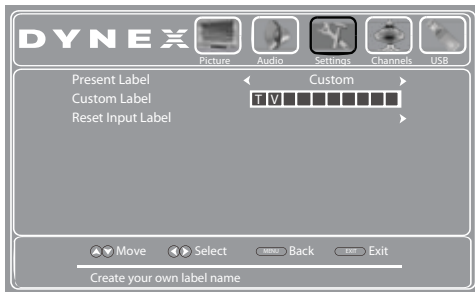 DYNEX
Picture Audio Settings Channels USB
Present Label Custom
Custom Label TV
Reset Input Label
Move Select MENU Back EXIT Exit
Create your own label name